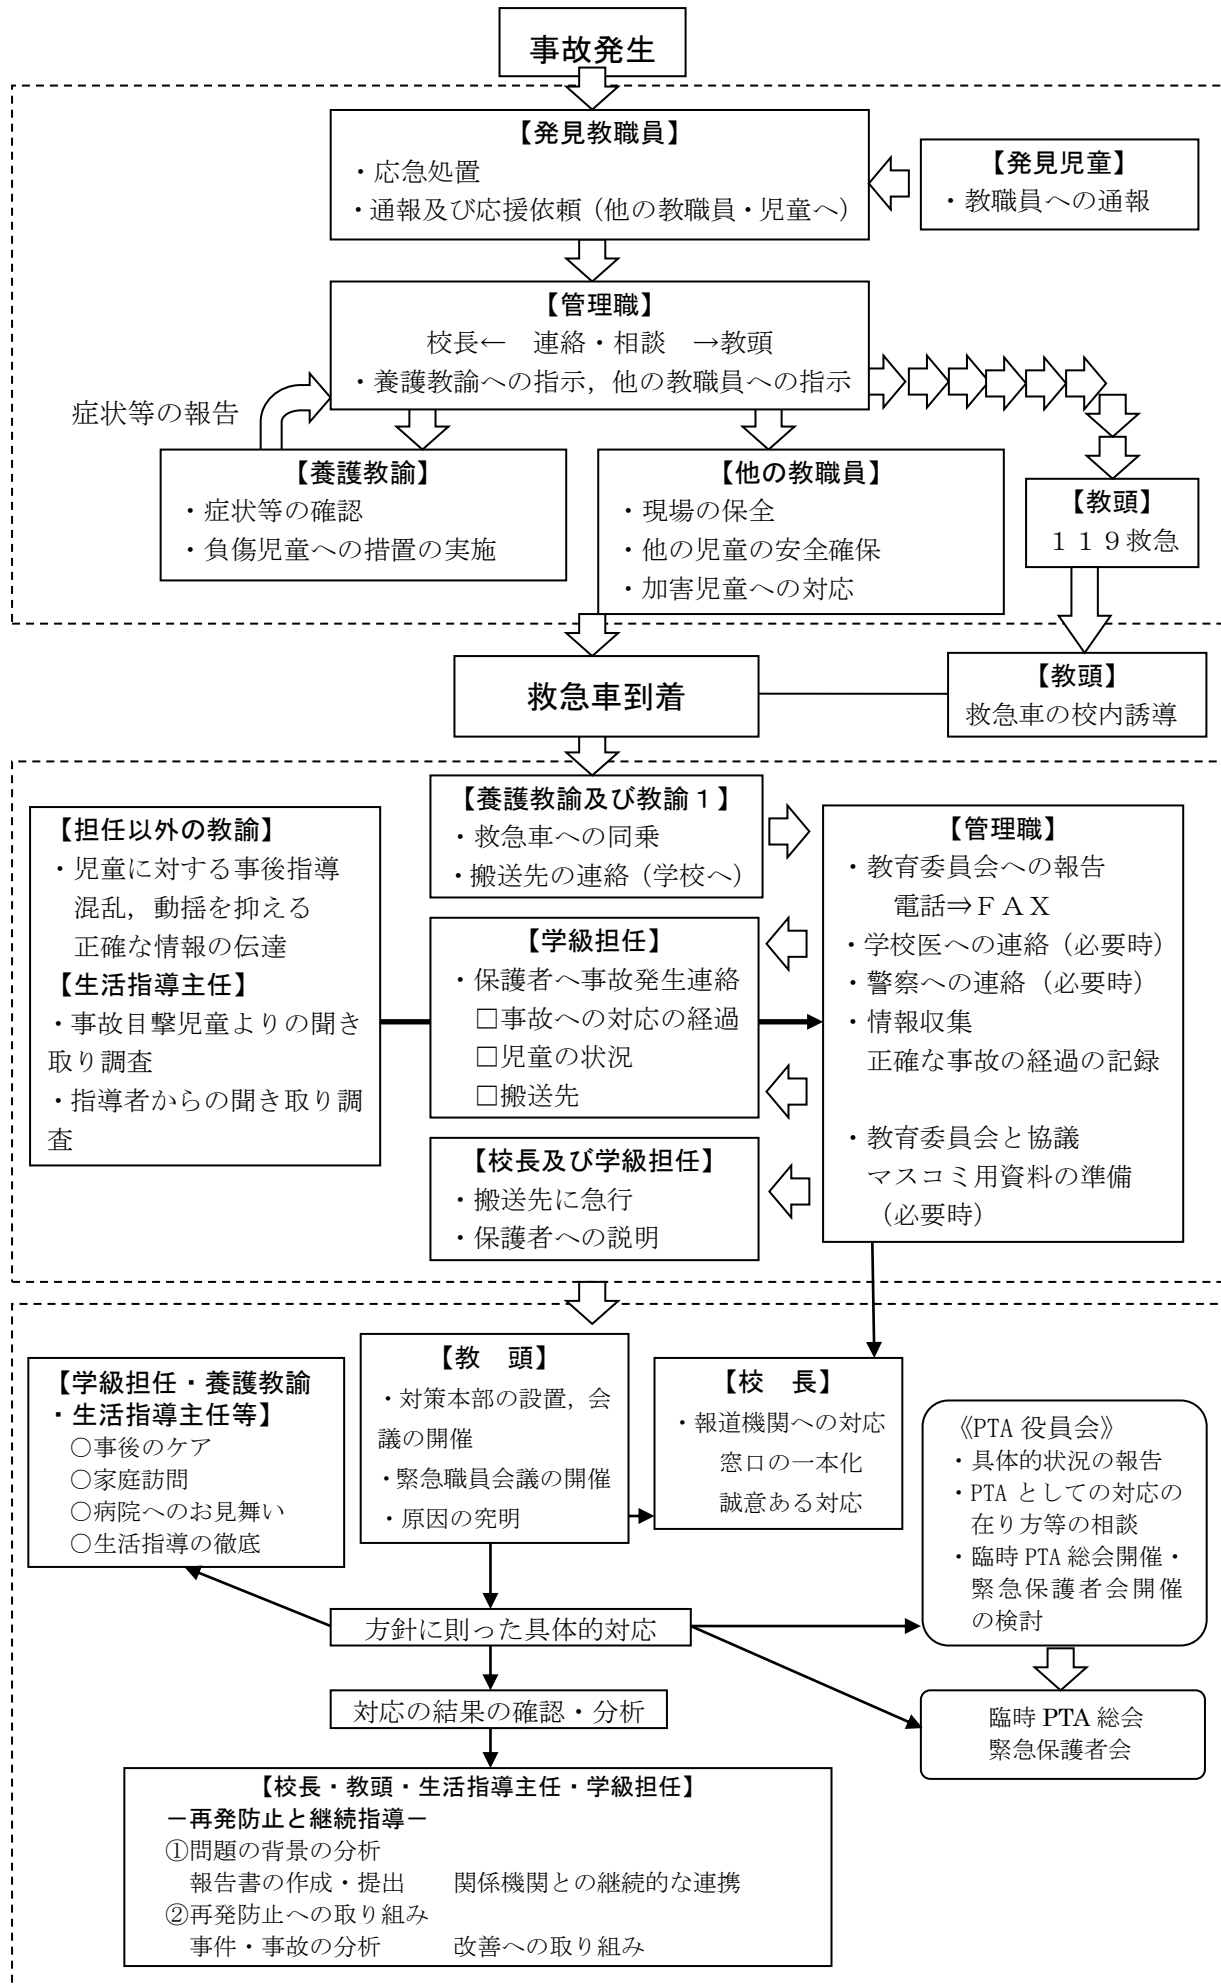 事故発生
【発見教職員】
・応急処置
・通報及び応援依頼（他の教職員・児童へ）
【発見児童】
・教職員への通報
【管理職】
校長←　連絡・相談　→教頭
・養護教諭への指示，他の教職員への指示
症状等の報告
【養護教諭】
・症状等の確認
・負傷児童への措置の実施
【他の教職員】
・現場の保全
・他の児童の安全確保
・加害児童への対応
【教頭】
１１９救急
救急車到着
【教頭】
救急車の校内誘導
【担任以外の教諭】
・児童に対する事後指導
混乱，動揺を抑える
正確な情報の伝達
【生活指導主任】
・事故目撃児童よりの聞き
取り調査
・指導者からの聞き取り調
査
【養護教諭及び教諭１】
・救急車への同乗
・搬送先の連絡（学校へ）
【学級担任】
・保護者へ事故発生連絡
□事故への対応の経過
□児童の状況
□搬送先
【校長及び学級担任】
・搬送先に急行
・保護者への説明
【管理職】
・教育委員会への報告
電話⇒ＦＡＸ
・学校医への連絡（必要時）
・警察への連絡（必要時）
・情報収集
正確な事故の経過の記録
・教育委員会と協議
マスコミ用資料の準備
（必要時）
【学級担任・養護教諭
・生活指導主任等】
○事後のケア
○家庭訪問
○病院へのお見舞い
○生活指導の徹底
【教　頭】
・対策本部の設置，会
議の開催
・緊急職員会議の開催
・原因の究明
【校　長】
・報道機関への対応
窓口の一本化
誠意ある対応
《PTA 役員会》
・具体的状況の報告
・PTA としての対応の
在り方等の相談
・臨時 PTA 総会開催・
緊急保護者会開催
の検討
方針に則った具体的対応
対応の結果の確認・分析
臨時 PTA 総会
緊急保護者会
【校長・教頭・生活指導主任・学級担任】
－再発防止と継続指導－
①問題の背景の分析
報告書の作成・提出　　関係機関との継続的な連携
②再発防止への取り組み
事件・事故の分析　　　改善への取り組み